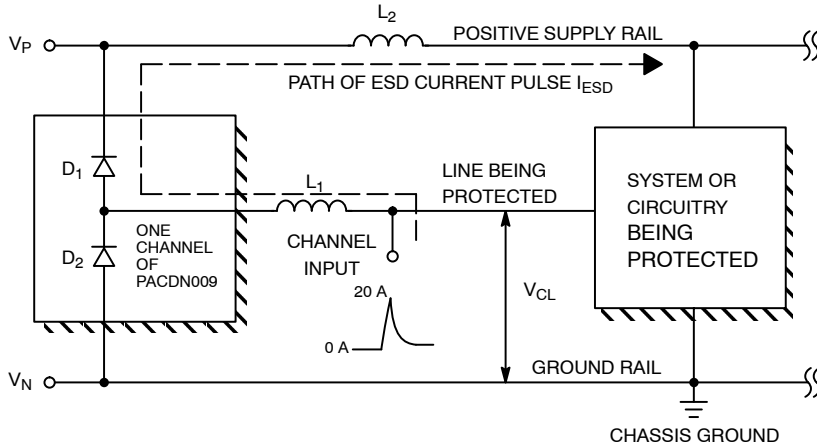 L2
VP
POSITIVE SUPPLY RAIL
PATH OF ESD CURRENT PULSE IESD
D1
L1
LINE BEING
PROTECTED
SYSTEM OR
CIRCUITRY
BEING
PROTECTED
ONE
CHANNEL
OF
PACDN009
D2
CHANNEL
INPUT
VCL
20 A
0 A
GROUND RAIL
VN
CHASSIS GROUND